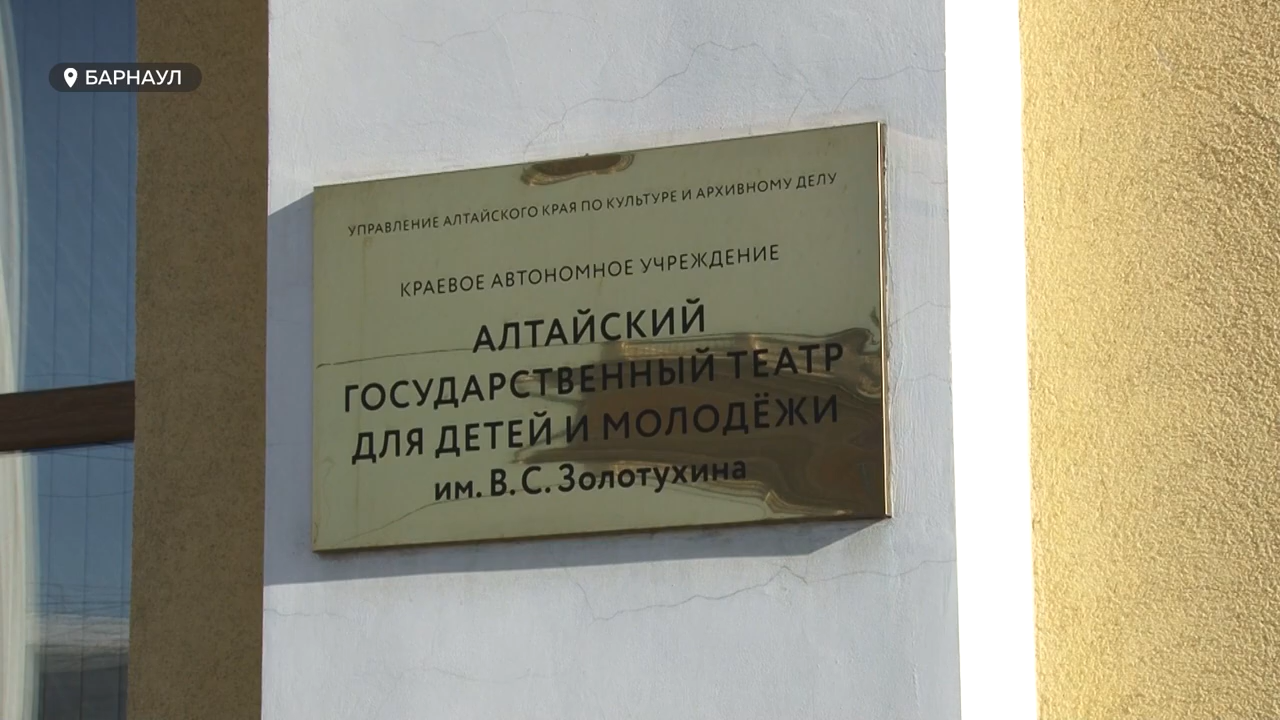 БАРНАУЛ
УПРАВЛЕНИЕ АЛТАЙСКОГО КРАЯ ПО КУЛЬТУРЕ И АРХИВНОМУ ДЕЛУ
КРАЕВОЕ АВТОНОМНОЕ УЧРЕЖДЕНИЕ
АЛТАЙСКИЙ
ГОСУДАРСТВЕННЫЙ ТЕАТР
ДЛЯ ДЕТЕЙ И МОЛОДЁЖИ
им. В. С. Золотухина